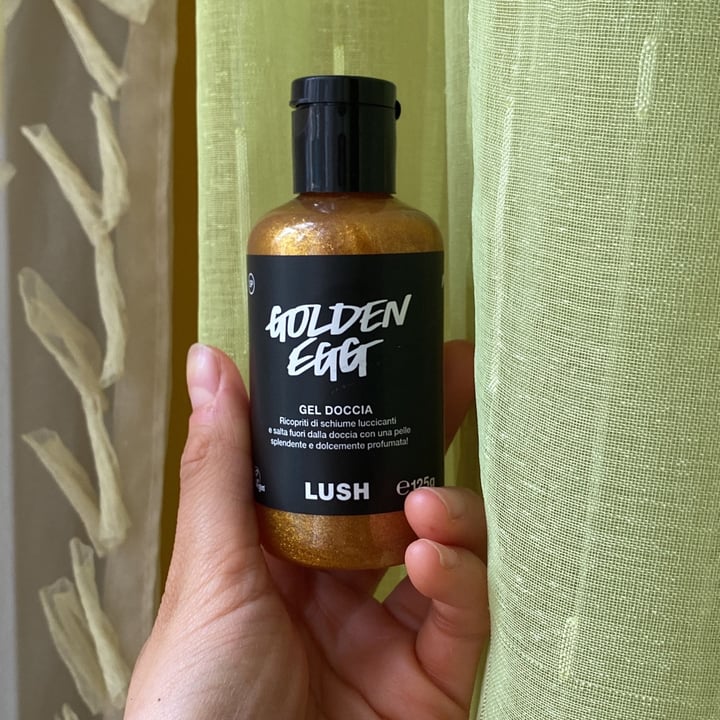 GOLDEN
EGG
GEL DOCCIA
Ricopriti di schiume luccicanti
e salta fuori dalla doccia con una pelle
splendente e dolcemente profumata!
LUSH
℮125g